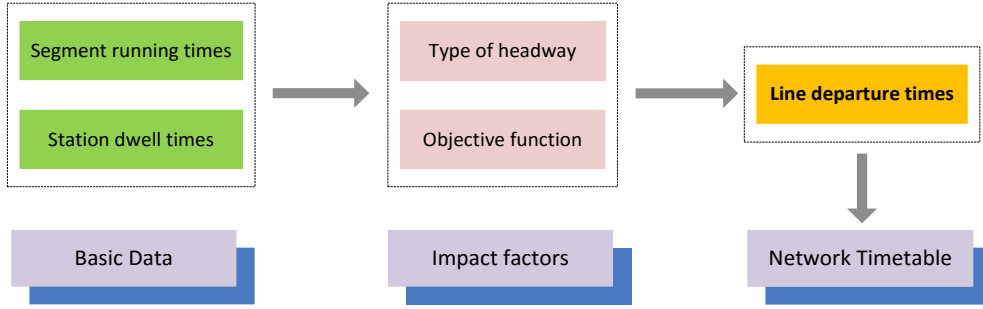 Segment running times
Station dwell times
Type of headway
Objective function
Line departure times
Basic Data
Impact factors
Network Timetable